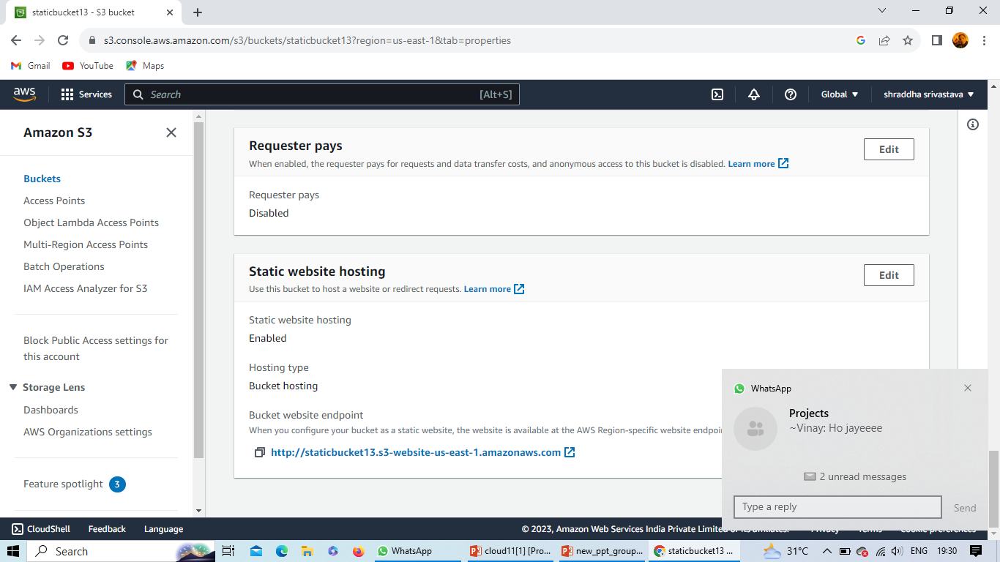 staticbucket13 - S3 bucket
s3.console.aws.amazon.com/s3/buckets/staticbucket13?region=us-east-1&tab=properties
Gmail YouTube Maps
aws Services Search [Alt+S] Global shraddha srivastava
Amazon S3
Buckets
Access Points
Object Lambda Access Points
Multi-Region Access Points
Batch Operations
IAM Access Analyzer for S3
Block Public Access settings for
this account
Storage Lens
Dashboards
AWS Organizations settings
Feature spotlight 3
Requester pays
Edit
When enabled, the requester pays for requests and data transfer costs, and anonymous access to this bucket is disabled. Learn more
Requester pays
Disabled
Static website hosting
Edit
Use this bucket to host a website or redirect requests. Learn more
Static website hosting
Enabled
Hosting type
Bucket hosting
Bucket website endpoint
When you configure your bucket as a static website, the website is available at the AWS Region-specific website
http://staticbucket13.s3-website-us-east-1.amazonaws.com
WhatsApp
Projects
~Vinay: Ho jayeeee
2 unread messages
Type a reply Send
CloudShell Feedback Language © 2023, Amazon Web Services India Private Limited or its affiliates. Privacy Terms Cookie preferences
Search WhatsApp cloud11[1] [Pro... new_ppt_group... staticbucket13 ... 31°C ENG 19:30